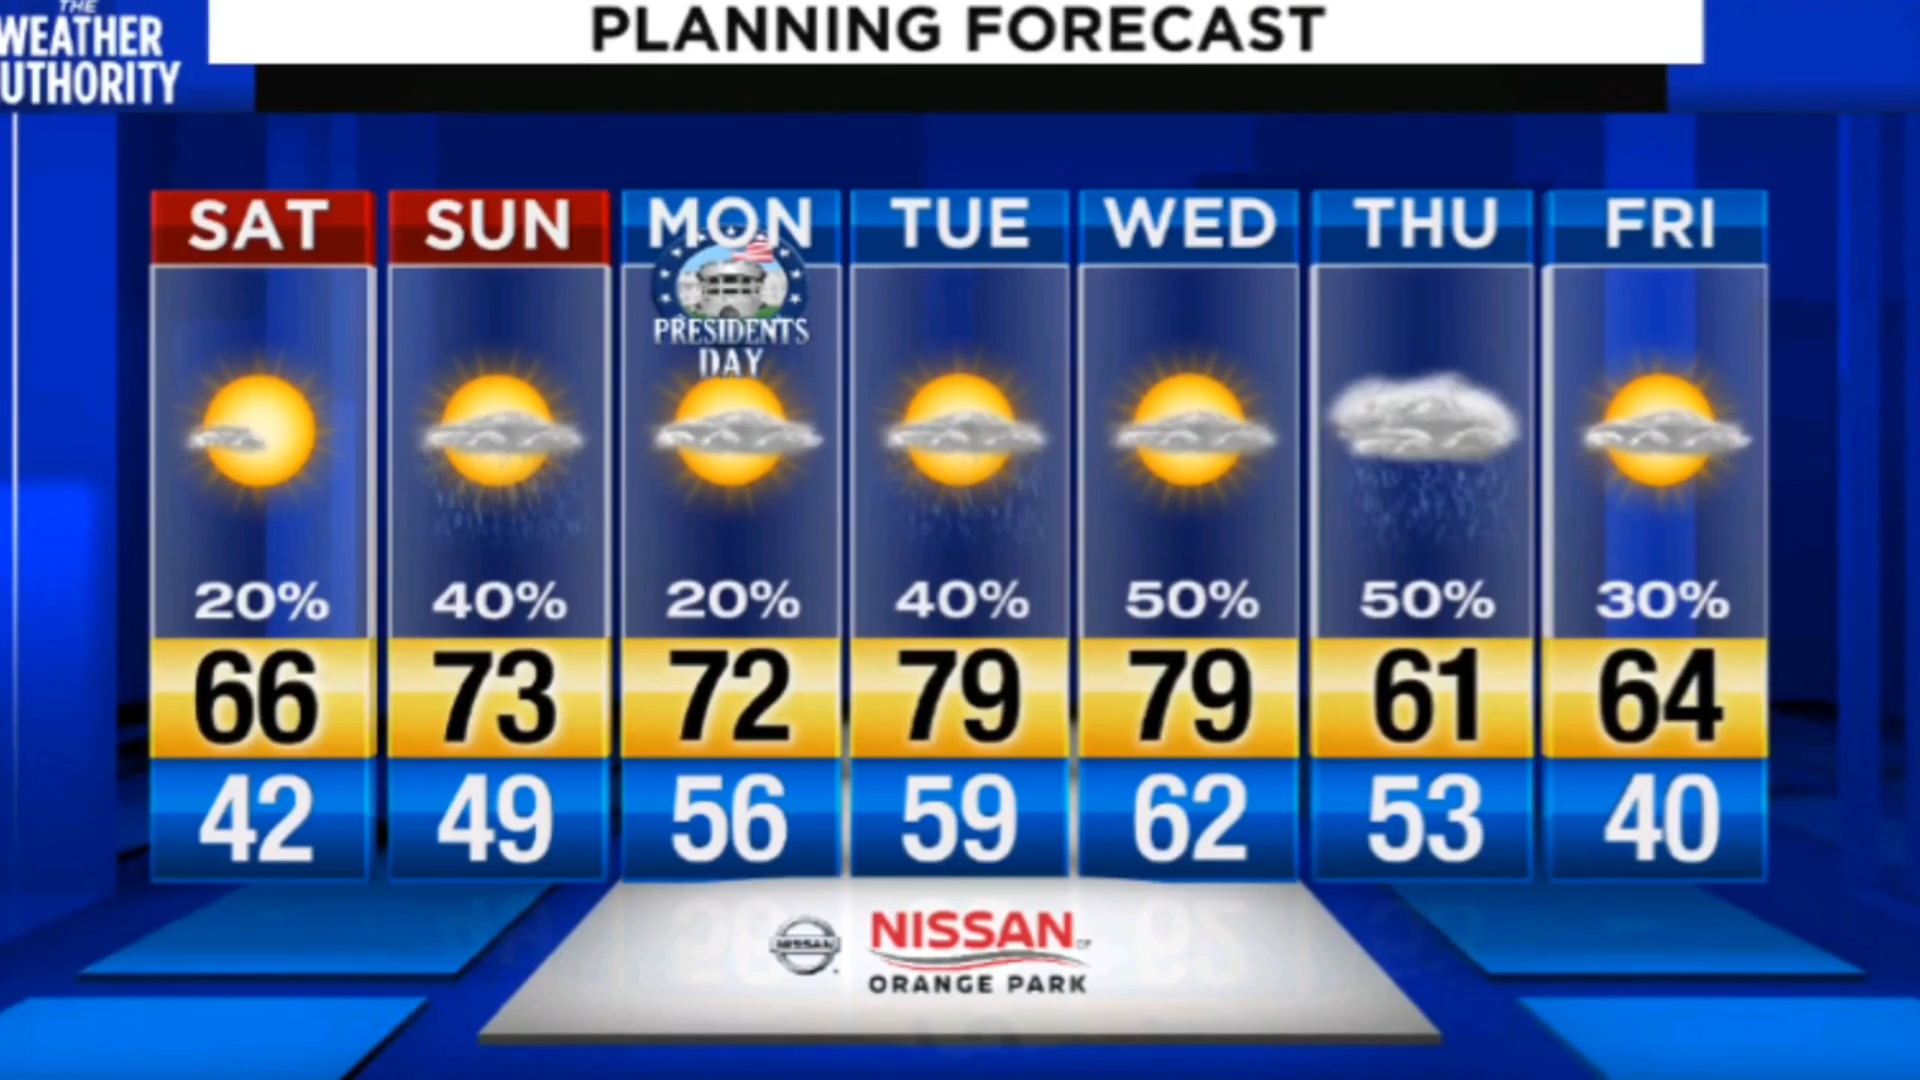 THE
WEATHER
UTHORITY
PLANNING FORECAST
SAT SUN MON TUE WED THU FRI
PRESIDENTS
DAY
20% 40% 20% 40% 50% 50% 30%
66 73 72 79 79 61 64
42 49 56 59 62 53 40
NISSAN NISSAN OF
ORANGE PARK